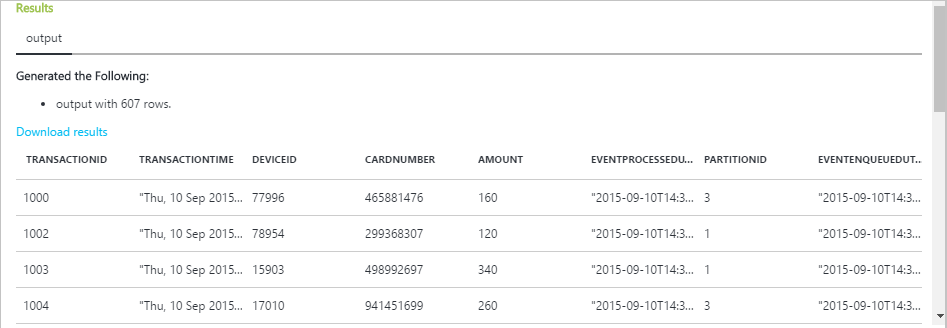 Results
output
Generated the Following:
• output with 607 rows.
Download results
TRANSACTIONID TRANSACTIONTIME DEVICEID CARDNUMBER AMOUNT EVENTPROCESSEDU... PARTITIONID EVENTENQUEUEDUT...
1000 "Thu, 10 Sep 2015... 77996 465881476 160 "2015-09-10T14:3... 3 "2015-09-10T14:3...
1002 "Thu, 10 Sep 2015... 78954 299368307 120 "2015-09-10T14:3... 1 "2015-09-10T14:3...
1003 "Thu, 10 Sep 2015... 15903 498992697 340 "2015-09-10T14:3... 1 "2015-09-10T14:3...
1004 "Thu, 10 Sep 2015... 17010 941451699 260 "2015-09-10T14:3... 3 "2015-09-10T14:3...